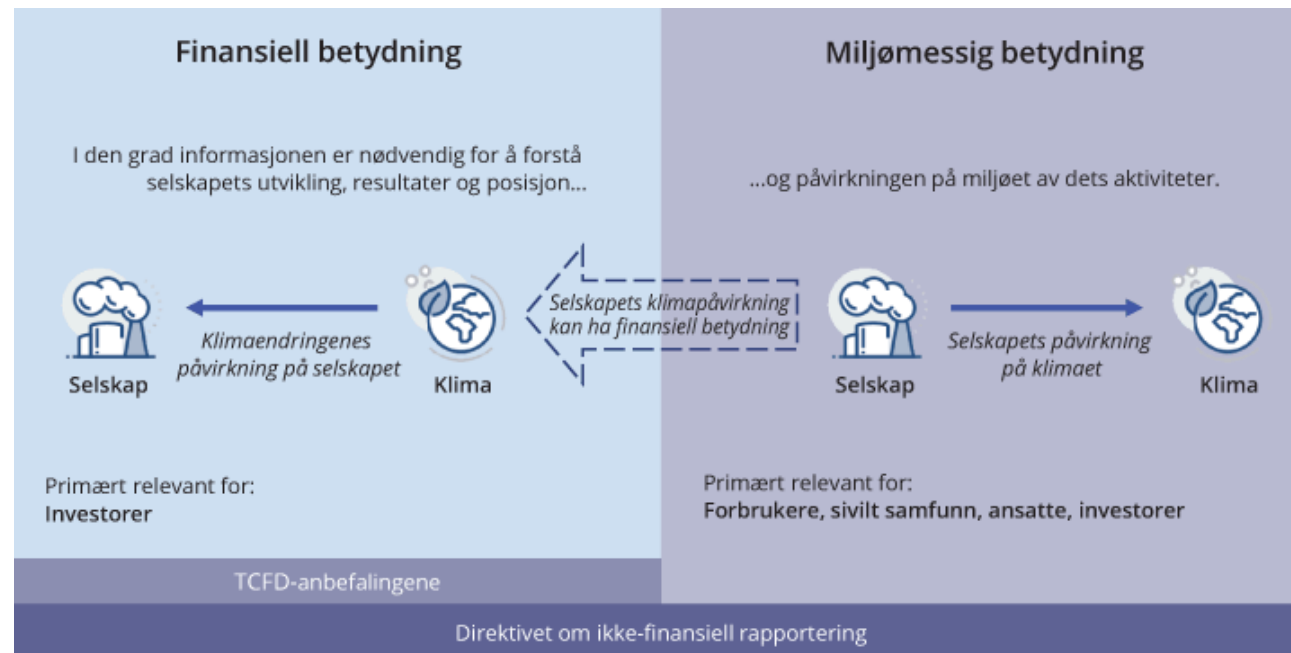 Finansiell betydning
I den grad informasjonen er nødvendig for å forstå
selskapets utvikling, resultater og posisjon...
Selskap
Klimaendringenes
påvirkning på selskapet
Klima
Primært relevant for:
Investorer
TCFD-anbefalingene
Selskapets klimapåvirkning
kan ha finansiell betydning
Miljømessig betydning
...og påvirkningen på miljøet av dets aktiviteter.
Selskap
Selskapets påvirkning
på klimaet
Klima
Primært relevant for:
Forbrukere, sivilt samfunn, ansatte, investorer
Direktivet om ikke-finansiell rapportering